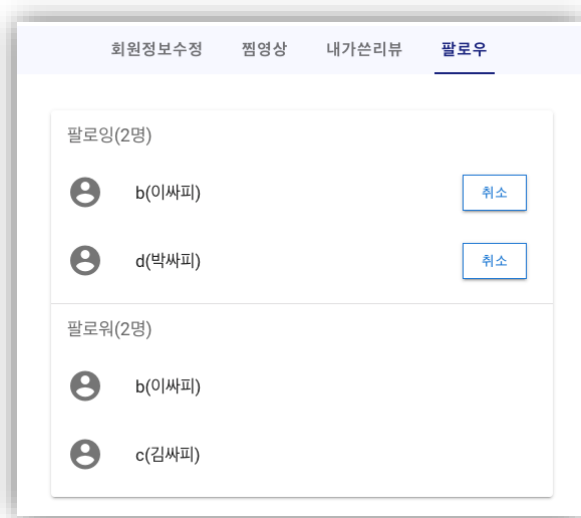 회원정보수정 찜영상 내가쓴리뷰 팔로우
팔로잉(2명)
b(이싸피) 취소
d(박싸피) 취소
팔로워(2명)
b(이싸피)
c(김싸피)